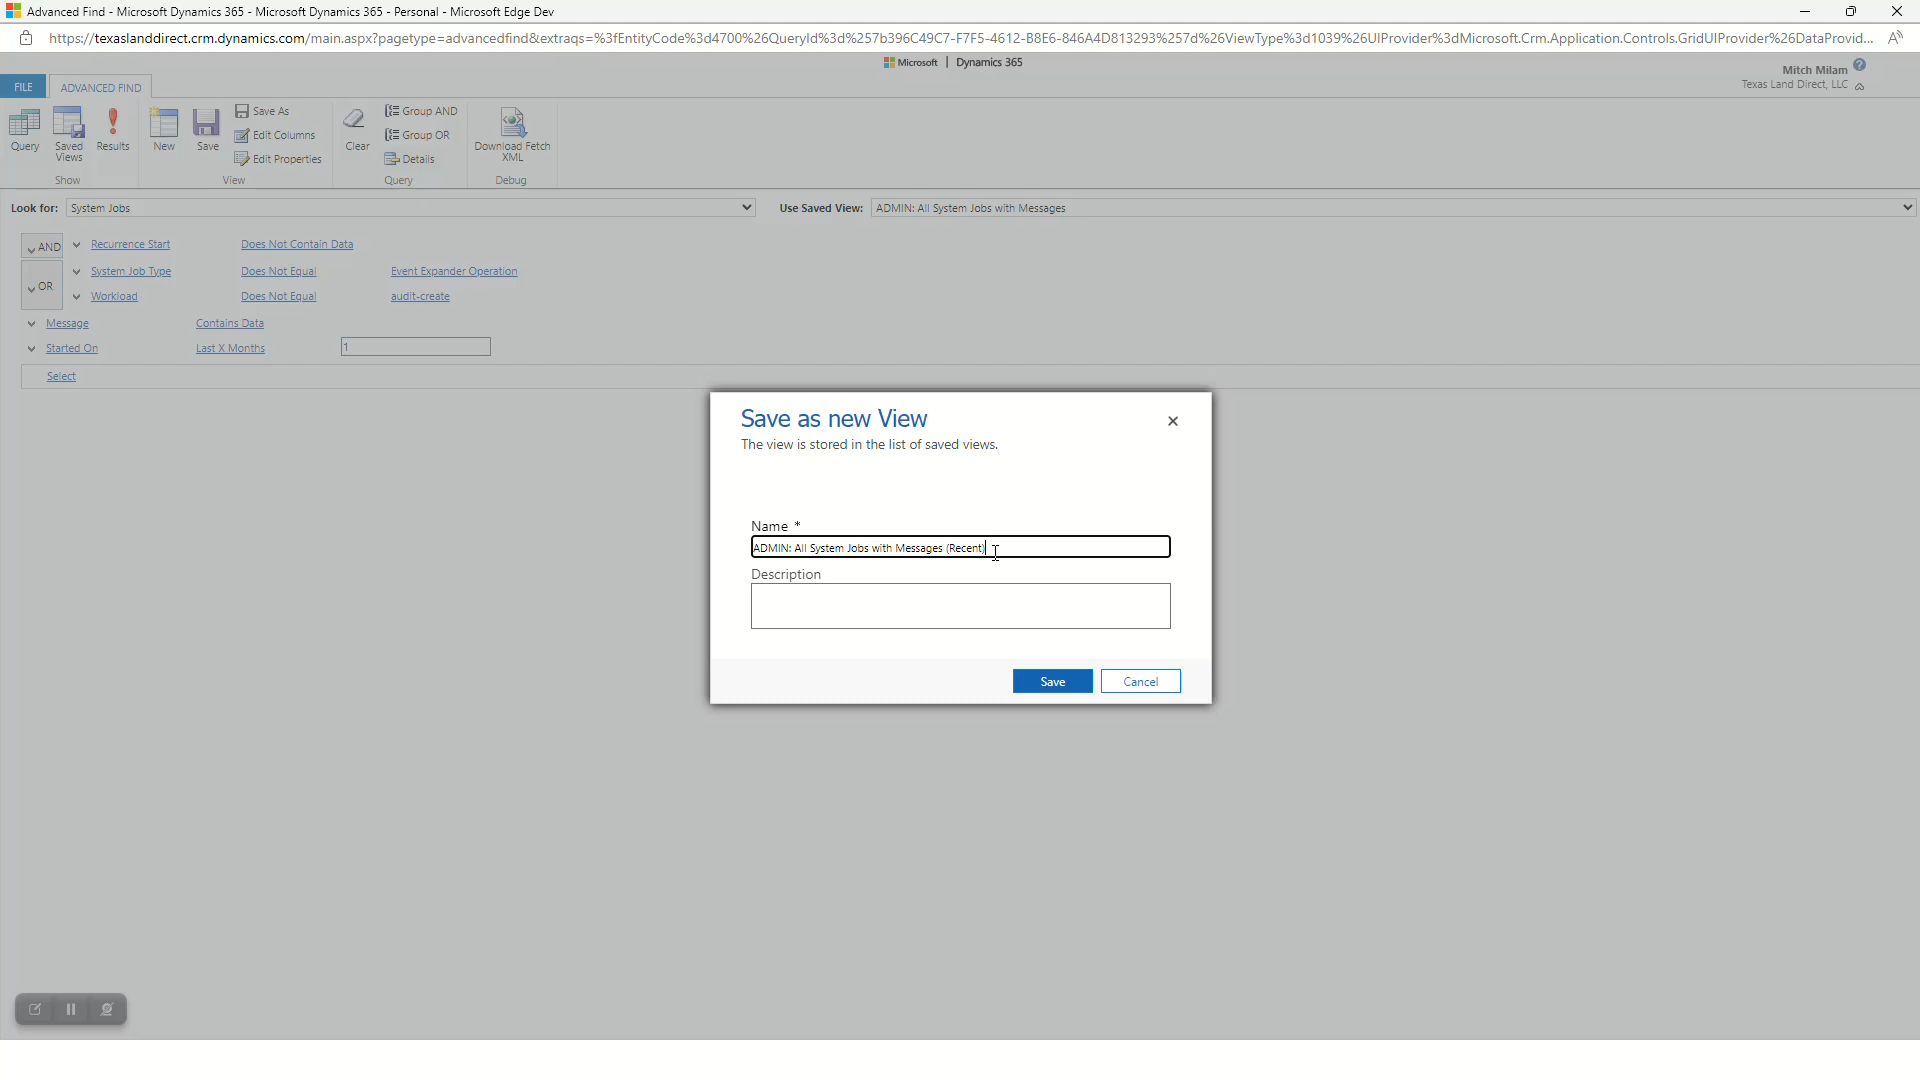 Advanced Find - Microsoft Dynamics 365 - Microsoft Dynamics 365 - Personal - Microsoft Edge Dev
https://texaslanddirect.crm.dynamics.com/main.aspx?pagetype=advancedfind&extraqs=%3fEntityCode%3d4700%26QueryId%3d%257b396C49C7-F7F5-4612-B8E6-846A4D813293%257d%26ViewType%3d1039%26UIProvider%3dMicrosoft.Crm.Application.Controls.GridUIProvider%26DataProvid...
Microsoft | Dynamics 365
Mitch Milam
Texas Land Direct, LLC
FILE ADVANCED FIND
Query Saved Views Results
Show
New Save
Save As
Edit Columns
Edit Properties
View
Clear
Group AND
Group OR
Details
Query
Download Fetch XML
Debug
Look for: System Jobs Use Saved View: ADMIN: All System Jobs with Messages
AND Recurrence Start Does Not Contain Data
System Job Type Does Not Equal Event Expander Operation
OR
Workload Does Not Equal audit-create
Message Contains Data
Started On Last X Months 1
Select
Save as new View
The view is stored in the list of saved views.
Name *
ADMIN: All System Jobs with Messages (Recent)
Description
Save Cancel